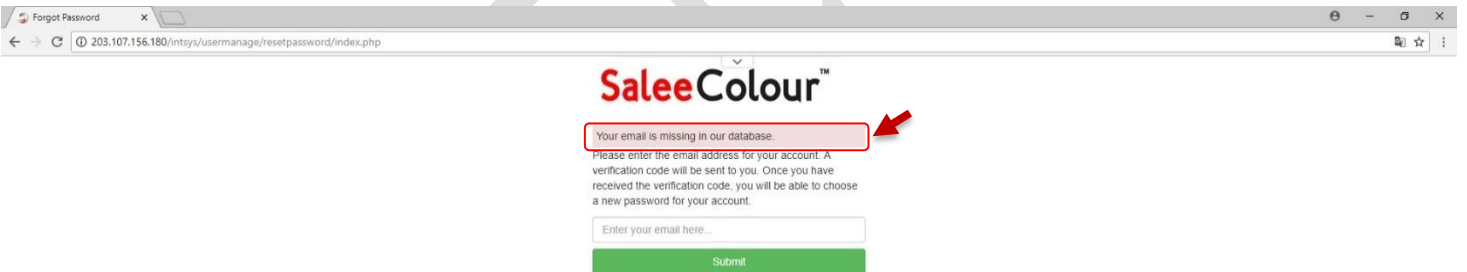 Forgot Password
203.107.156.180/intsys/usermanage/resetpassword/index.php
SaleeColour™
Your email is missing in our database.
Please enter the email address for your account. A
verification code will be sent to you. Once you have
received the verification code, you will be able to choose
a new password for your account.
Enter your email here...
Submit